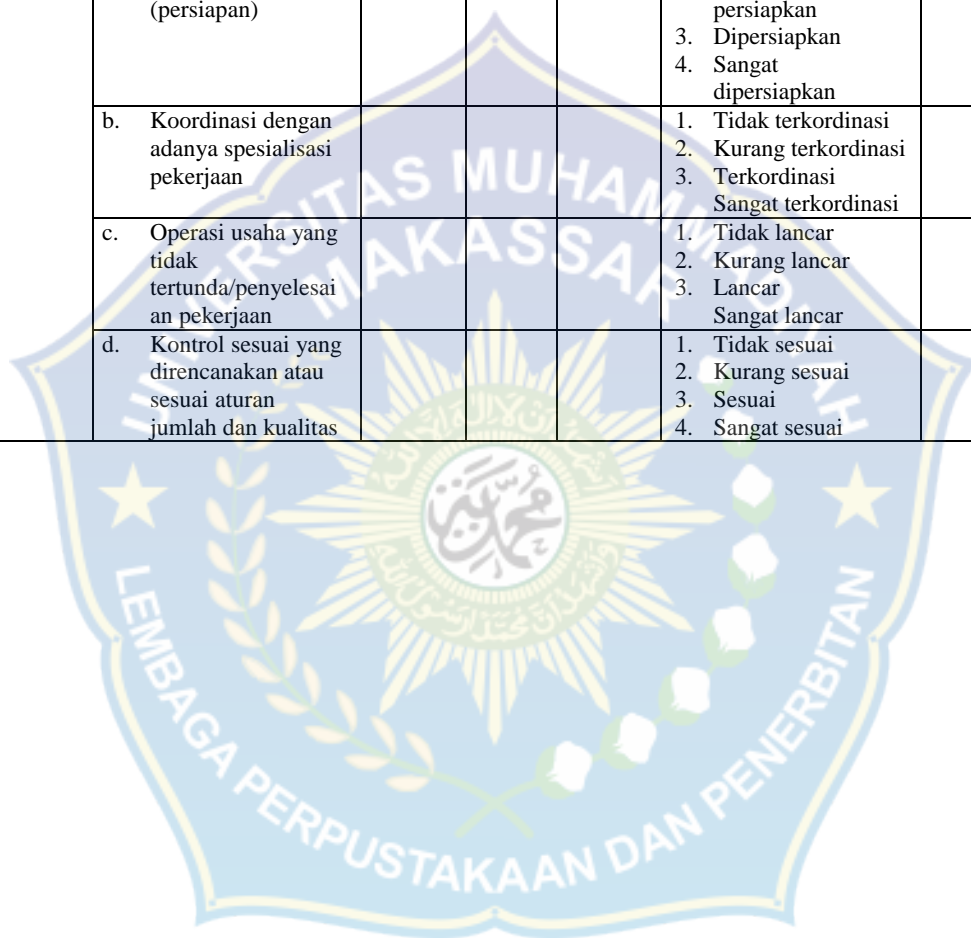 (persiapan)
persiapkan
3. Dipersiapkan
4. Sangat
dipersiapkan
b. Koordinasi dengan
adanya spesialisasi
pekerjaan
1. Tidak terkordinasi
2. Kurang terkordinasi
3. Terkordinasi
Sangat terkordinasi
c. Operasi usaha yang
tidak
tertunda/penyelesai
an pekerjaan
1. Tidak lancar
2. Kurang lancar
3. Lancar
Sangat lancar
d. Kontrol sesuai yang
direncanakan atau
sesuai aturan
jumlah dan kualitas
1. Tidak sesuai
2. Kurang sesuai
3. Sesuai
4. Sangat sesuai
UNIVERSITAS MUHAMMADIYAH
MAKASSAR
محمدية
LEMBAGA PERPUSTAKAAN DAN PENERBITAN